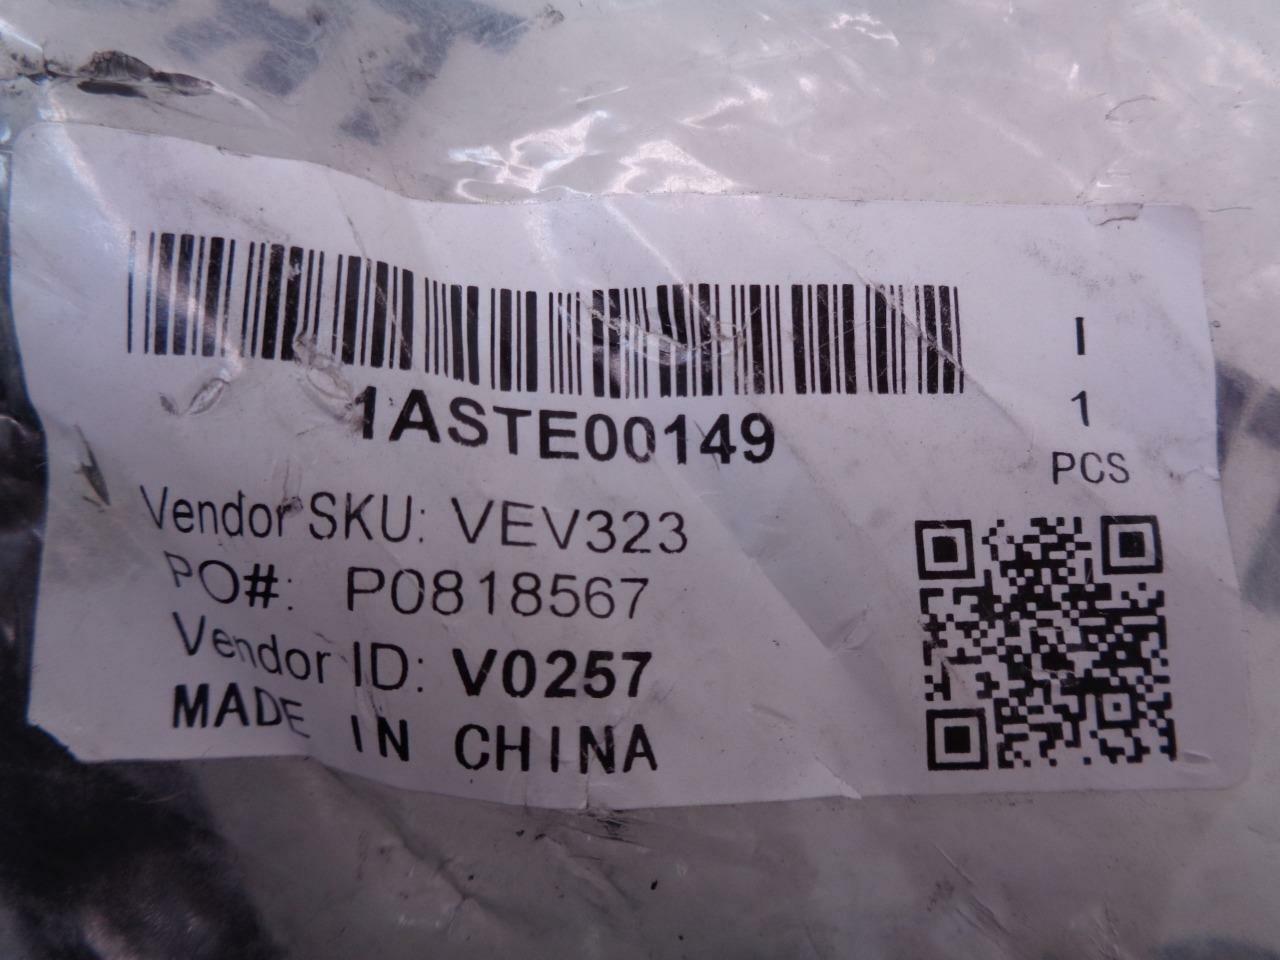 1ASTE00149
I
1
PCS
Vendor SKU: VEV323
PO#: P0818567
Vendor ID: V0257
MADE IN CHINA